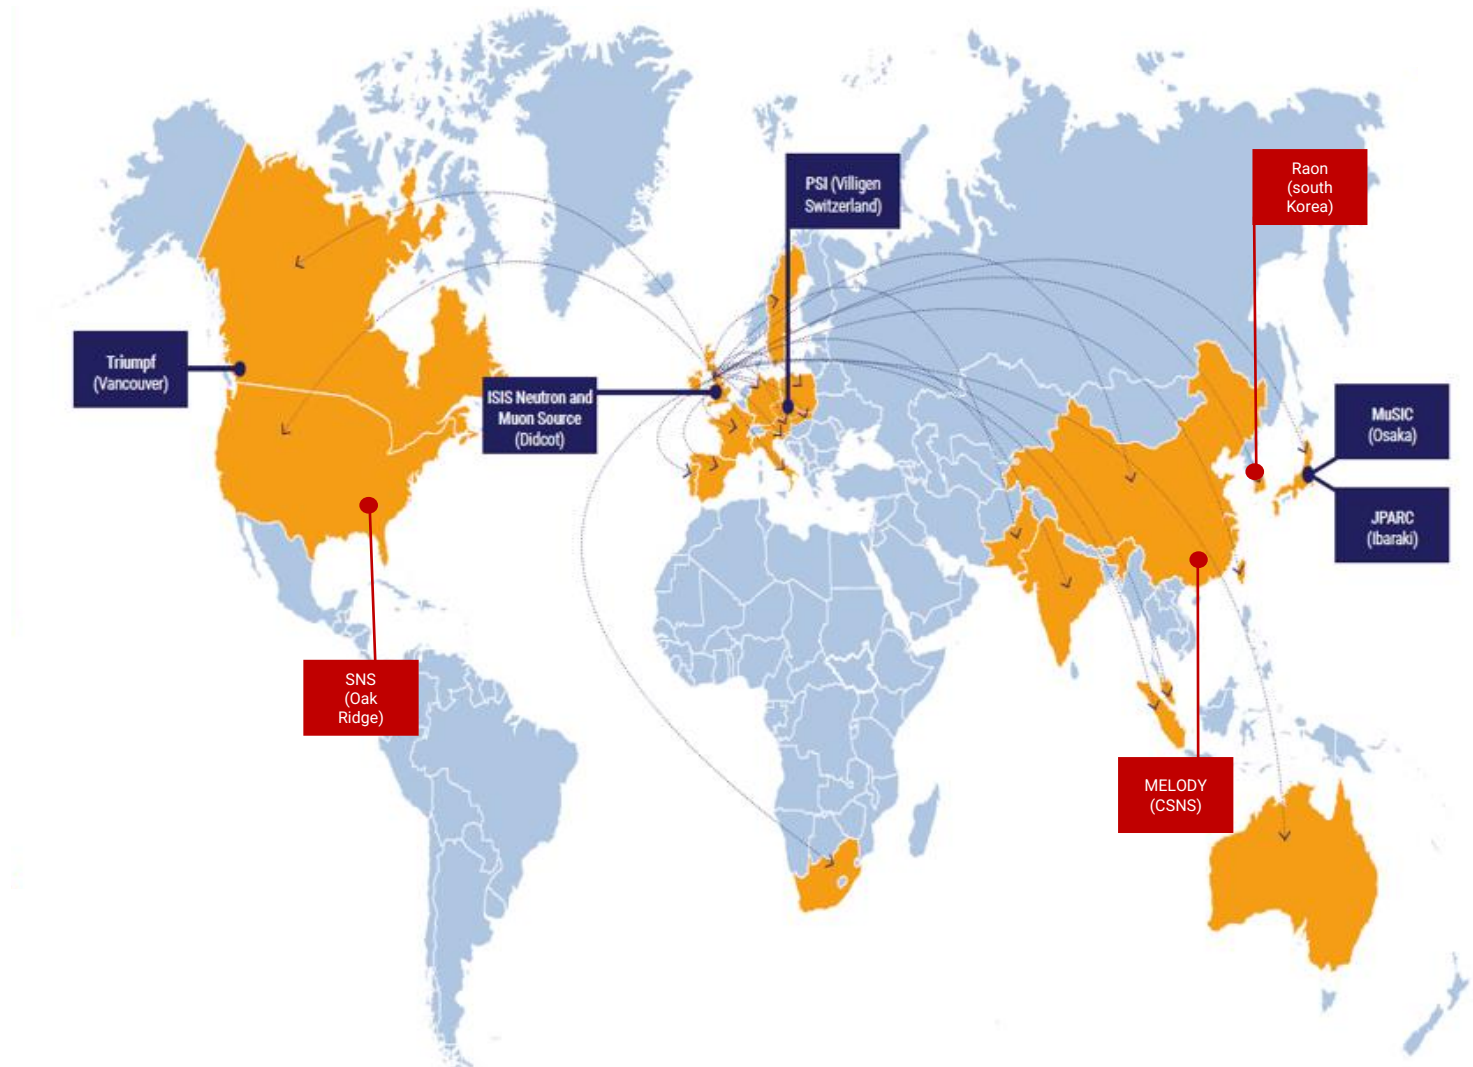 PSI (Villigen
Switzerland)
Raon
(south
Korea)
Triumpf
(Vancouver)
ISIS Neutron and
Muon Source
(Didcot)
MuSIC
(Osaka)
JPARC
(Ibaraki)
SNS
(Oak
Ridge)
MELODY
(CSNS)